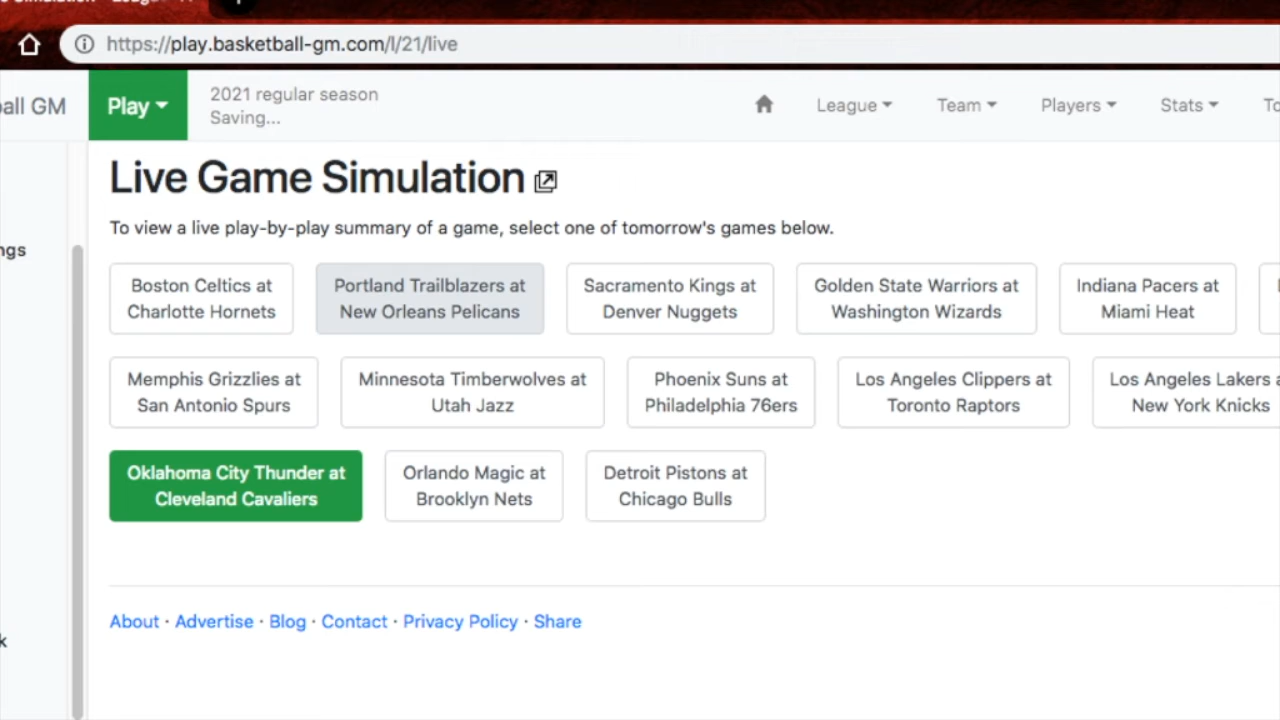 https://play.basketball-gm.com/l/21/live
ball GM
Play
2021 regular season
Saving...
League
Team
Players
Stats
Live Game Simulation
To view a live play-by-play summary of a game, select one of tomorrow's games below.
ngs
Boston Celtics at
Charlotte Hornets
Portland Trailblazers at
New Orleans Pelicans
Sacramento Kings at
Denver Nuggets
Golden State Warriors at
Washington Wizards
Indiana Pacers at
Miami Heat
Memphis Grizzlies at
San Antonio Spurs
Minnesota Timberwolves at
Utah Jazz
Phoenix Suns at
Philadelphia 76ers
Los Angeles Clippers at
Toronto Raptors
Los Angeles Lakers a
New York Knicks
Oklahoma City Thunder at
Cleveland Cavaliers
Orlando Magic at
Brooklyn Nets
Detroit Pistons at
Chicago Bulls
About · Advertise · Blog · Contact · Privacy Policy · Share
k